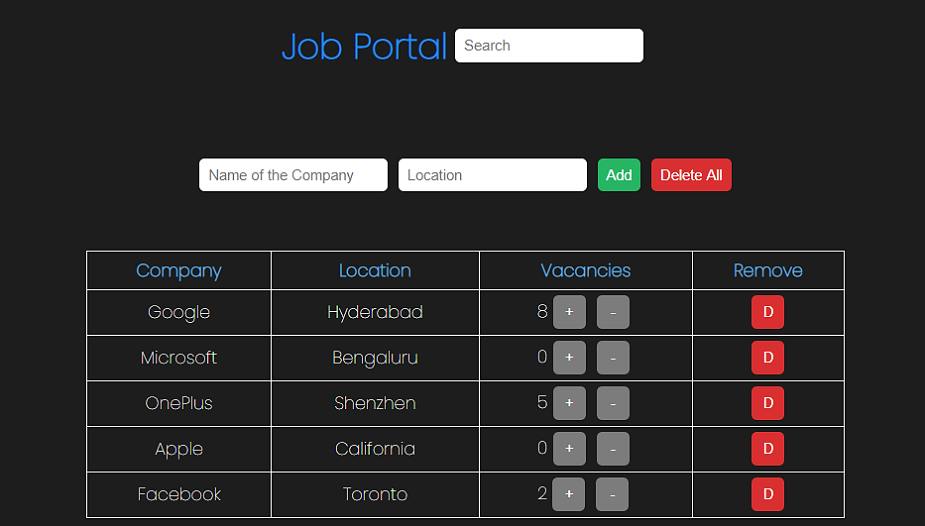 Job Portal Search
Name of the Company Location Add Delete All
Company Location Vacancies Remove
Google Hyderabad 8 + - D
Microsoft Bengaluru 0 + - D
OnePlus Shenzhen 5 + - D
Apple California 0 + - D
Facebook Toronto 2 + - D